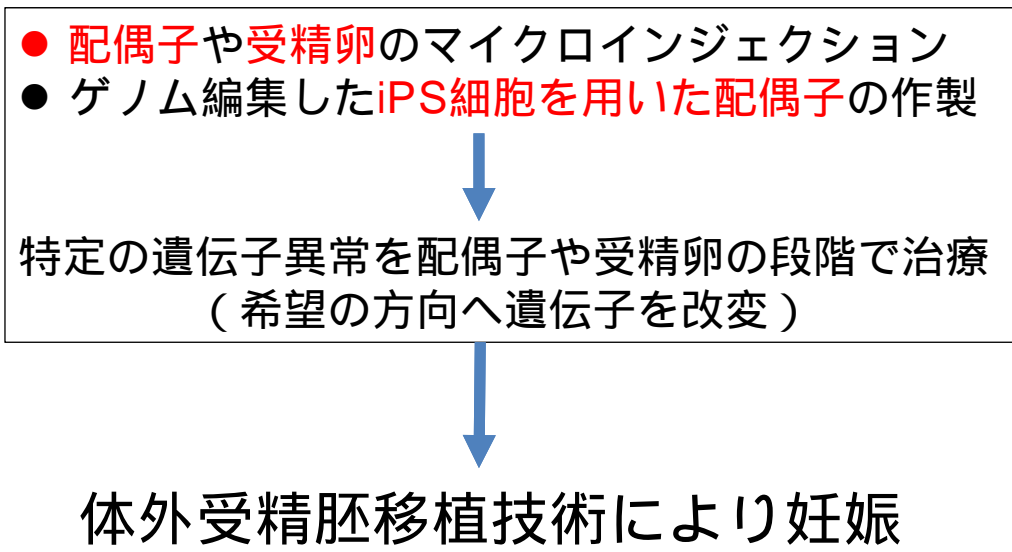 ● 配偶子や受精卵のマイクロインジェクション
● ゲノム編集したiPS細胞を用いた配偶子の作製
特定の遺伝子異常を配偶子や受精卵の段階で治療
（希望の方向へ遺伝子を改変）
体外受精胚移植技術により妊娠